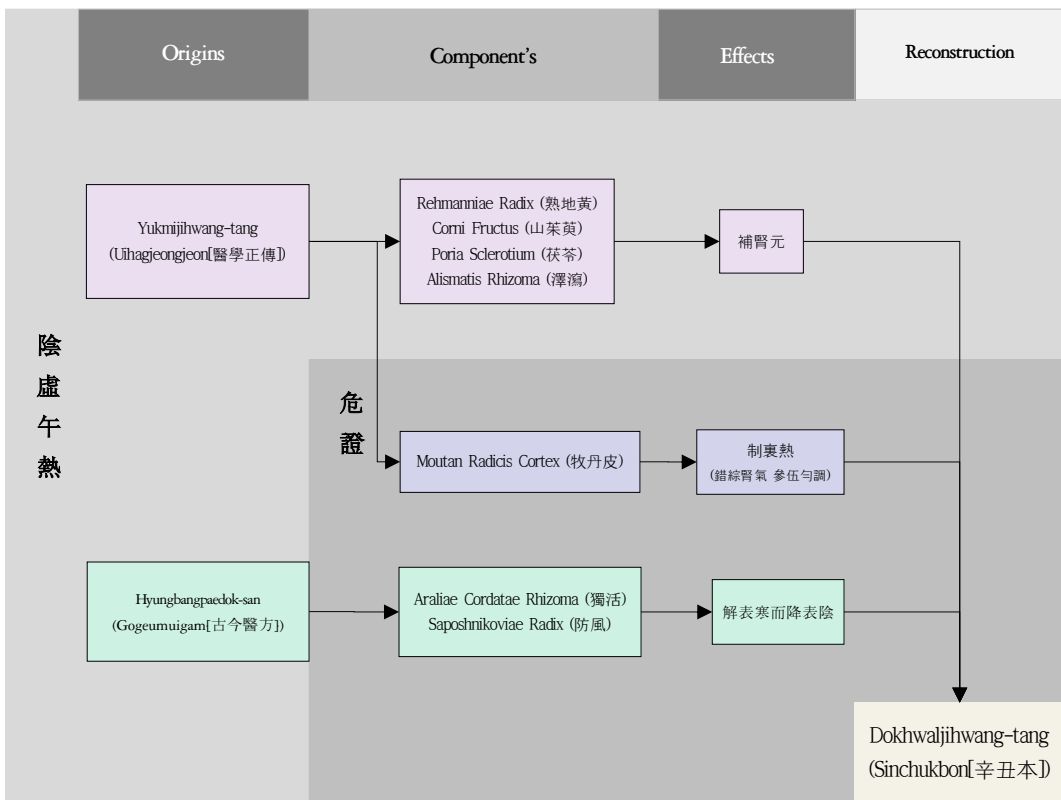 Origins
Component's
Effects
Reconstruction
陰
虛
午
熱
Yukmijihwang-tang
(Uihagjeongjeon[醫學正傳])
Rehmanniae Radix (熟地黃)
Corni Fructus (山茱萸)
Poria Sclerotium (茯苓)
Alismatis Rhizoma (澤瀉)
補腎元
危
證
Moutan Radicis Cortex (牧丹皮)
制裏熱
(錯綜腎氣 參伍勻調)
Hyungbangpaedok-san
(Gogeumuigam[古今醫方])
Araliae Cordatae Rhizoma (獨活)
Saposhnikoviae Radix (防風)
解表寒而降表陰
Dokhwaljihwang-tang
(Sinchukbon[辛丑本])